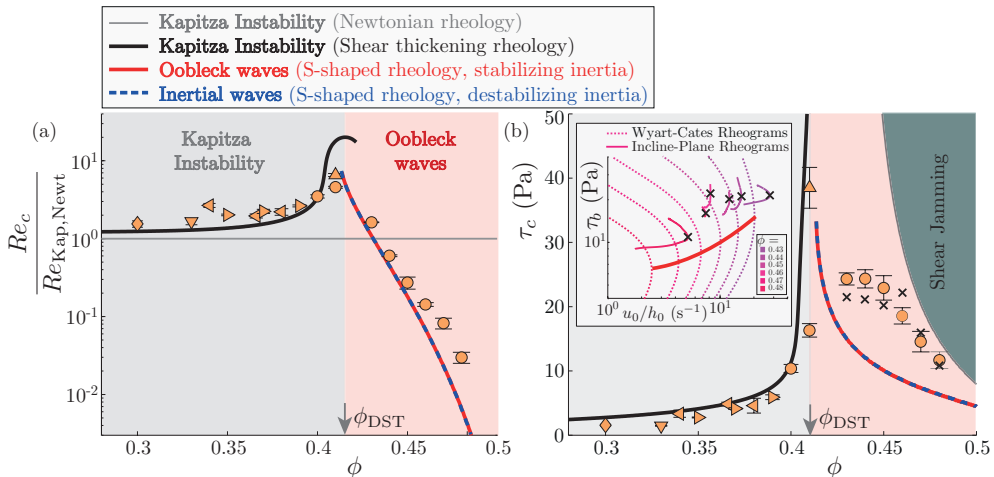 Kapitza Instability (Newtonian rheology)
Kapitza Instability (Shear thickening rheology)
Oobleck waves (S-shaped rheology, stabilizing inertia)
Inertial waves (S-shaped rheology, destabilizing inertia)
(a)
Kapitza Instability
Oobleck waves
Re_c / Re_Kap,Newt
10^1
10^0
10^-1
10^-2
0.3 0.35 0.4 0.45 0.5
ϕ_DST
ϕ
(b)
50
40
30
20
10
0
τ_c (Pa)
Wyart-Cates Rheograms
Incline-Plane Rheograms
τ_b (Pa)
10^1
10^0
10^1
u_0/h_0 (s^-1)
ϕ =
0.43
0.44
0.45
0.46
0.47
0.48
Shear Jamming
ϕ_DST
0.3 0.35 0.4 0.45 0.5
ϕ